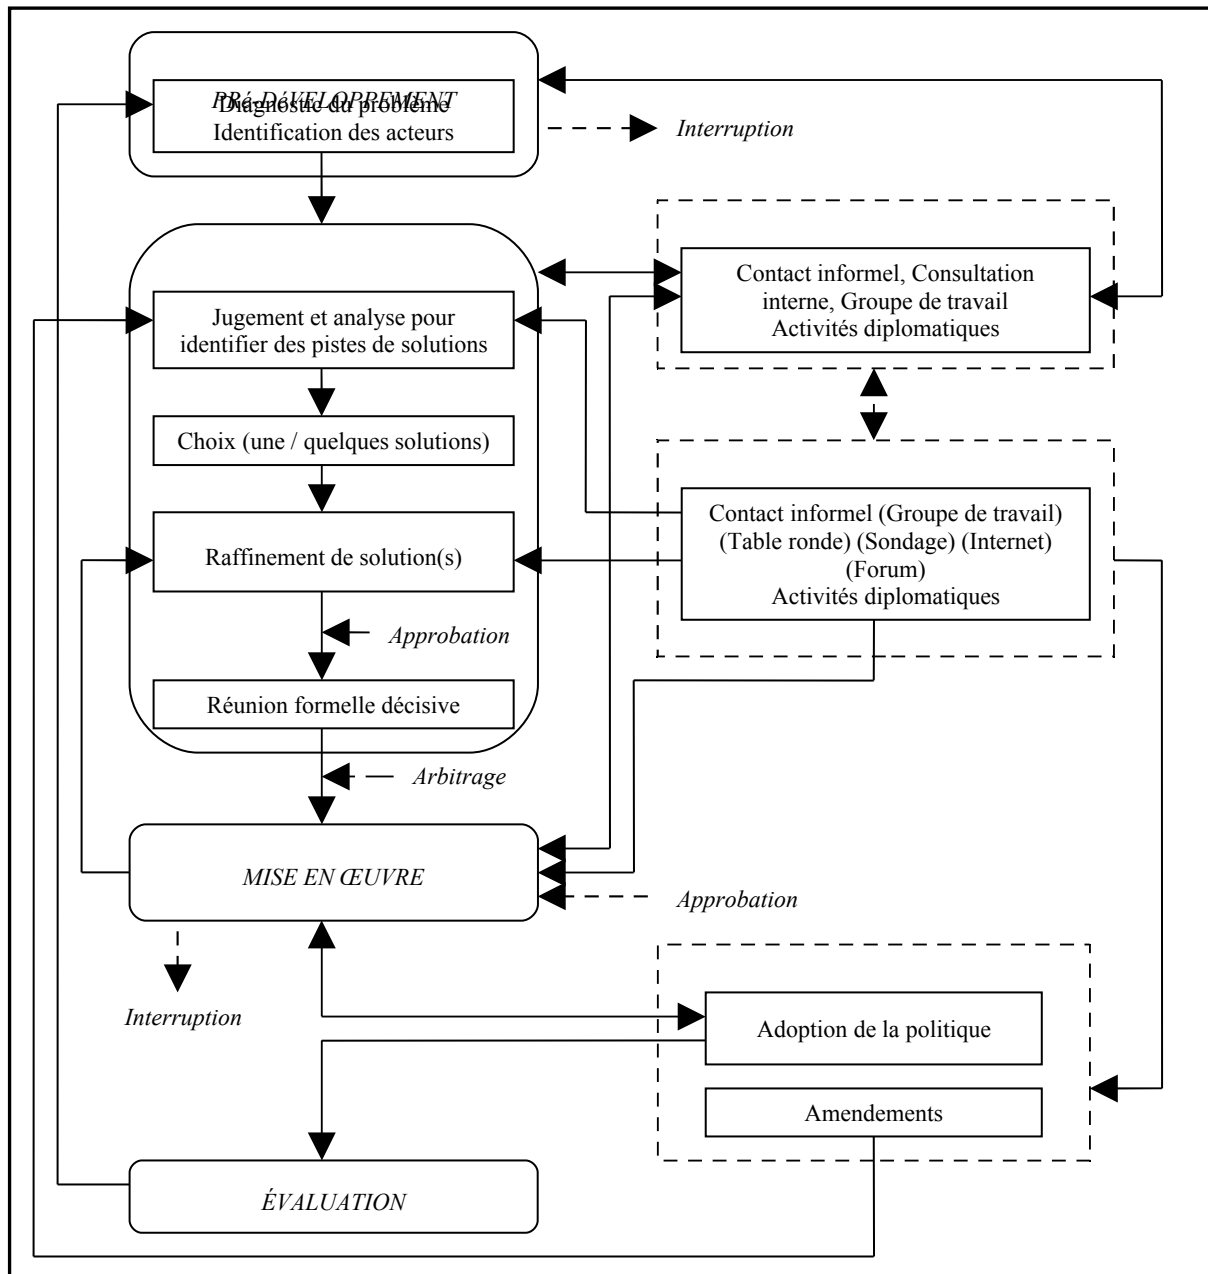 PRé-DéVELOPPEMENT
Diagnostic du problème
Identification des acteurs
Interruption
Contact informel, Consultation
interne, Groupe de travail
Activités diplomatiques
Jugement et analyse pour
identifier des pistes de solutions
Choix (une / quelques solutions)
Raffinement de solution(s)
Contact informel (Groupe de travail)
(Table ronde) (Sondage) (Internet)
(Forum)
Activités diplomatiques
Approbation
Réunion formelle décisive
Arbitrage
MISE EN ŒUVRE
Approbation
Interruption
Adoption de la politique
Amendements
ÉVALUATION